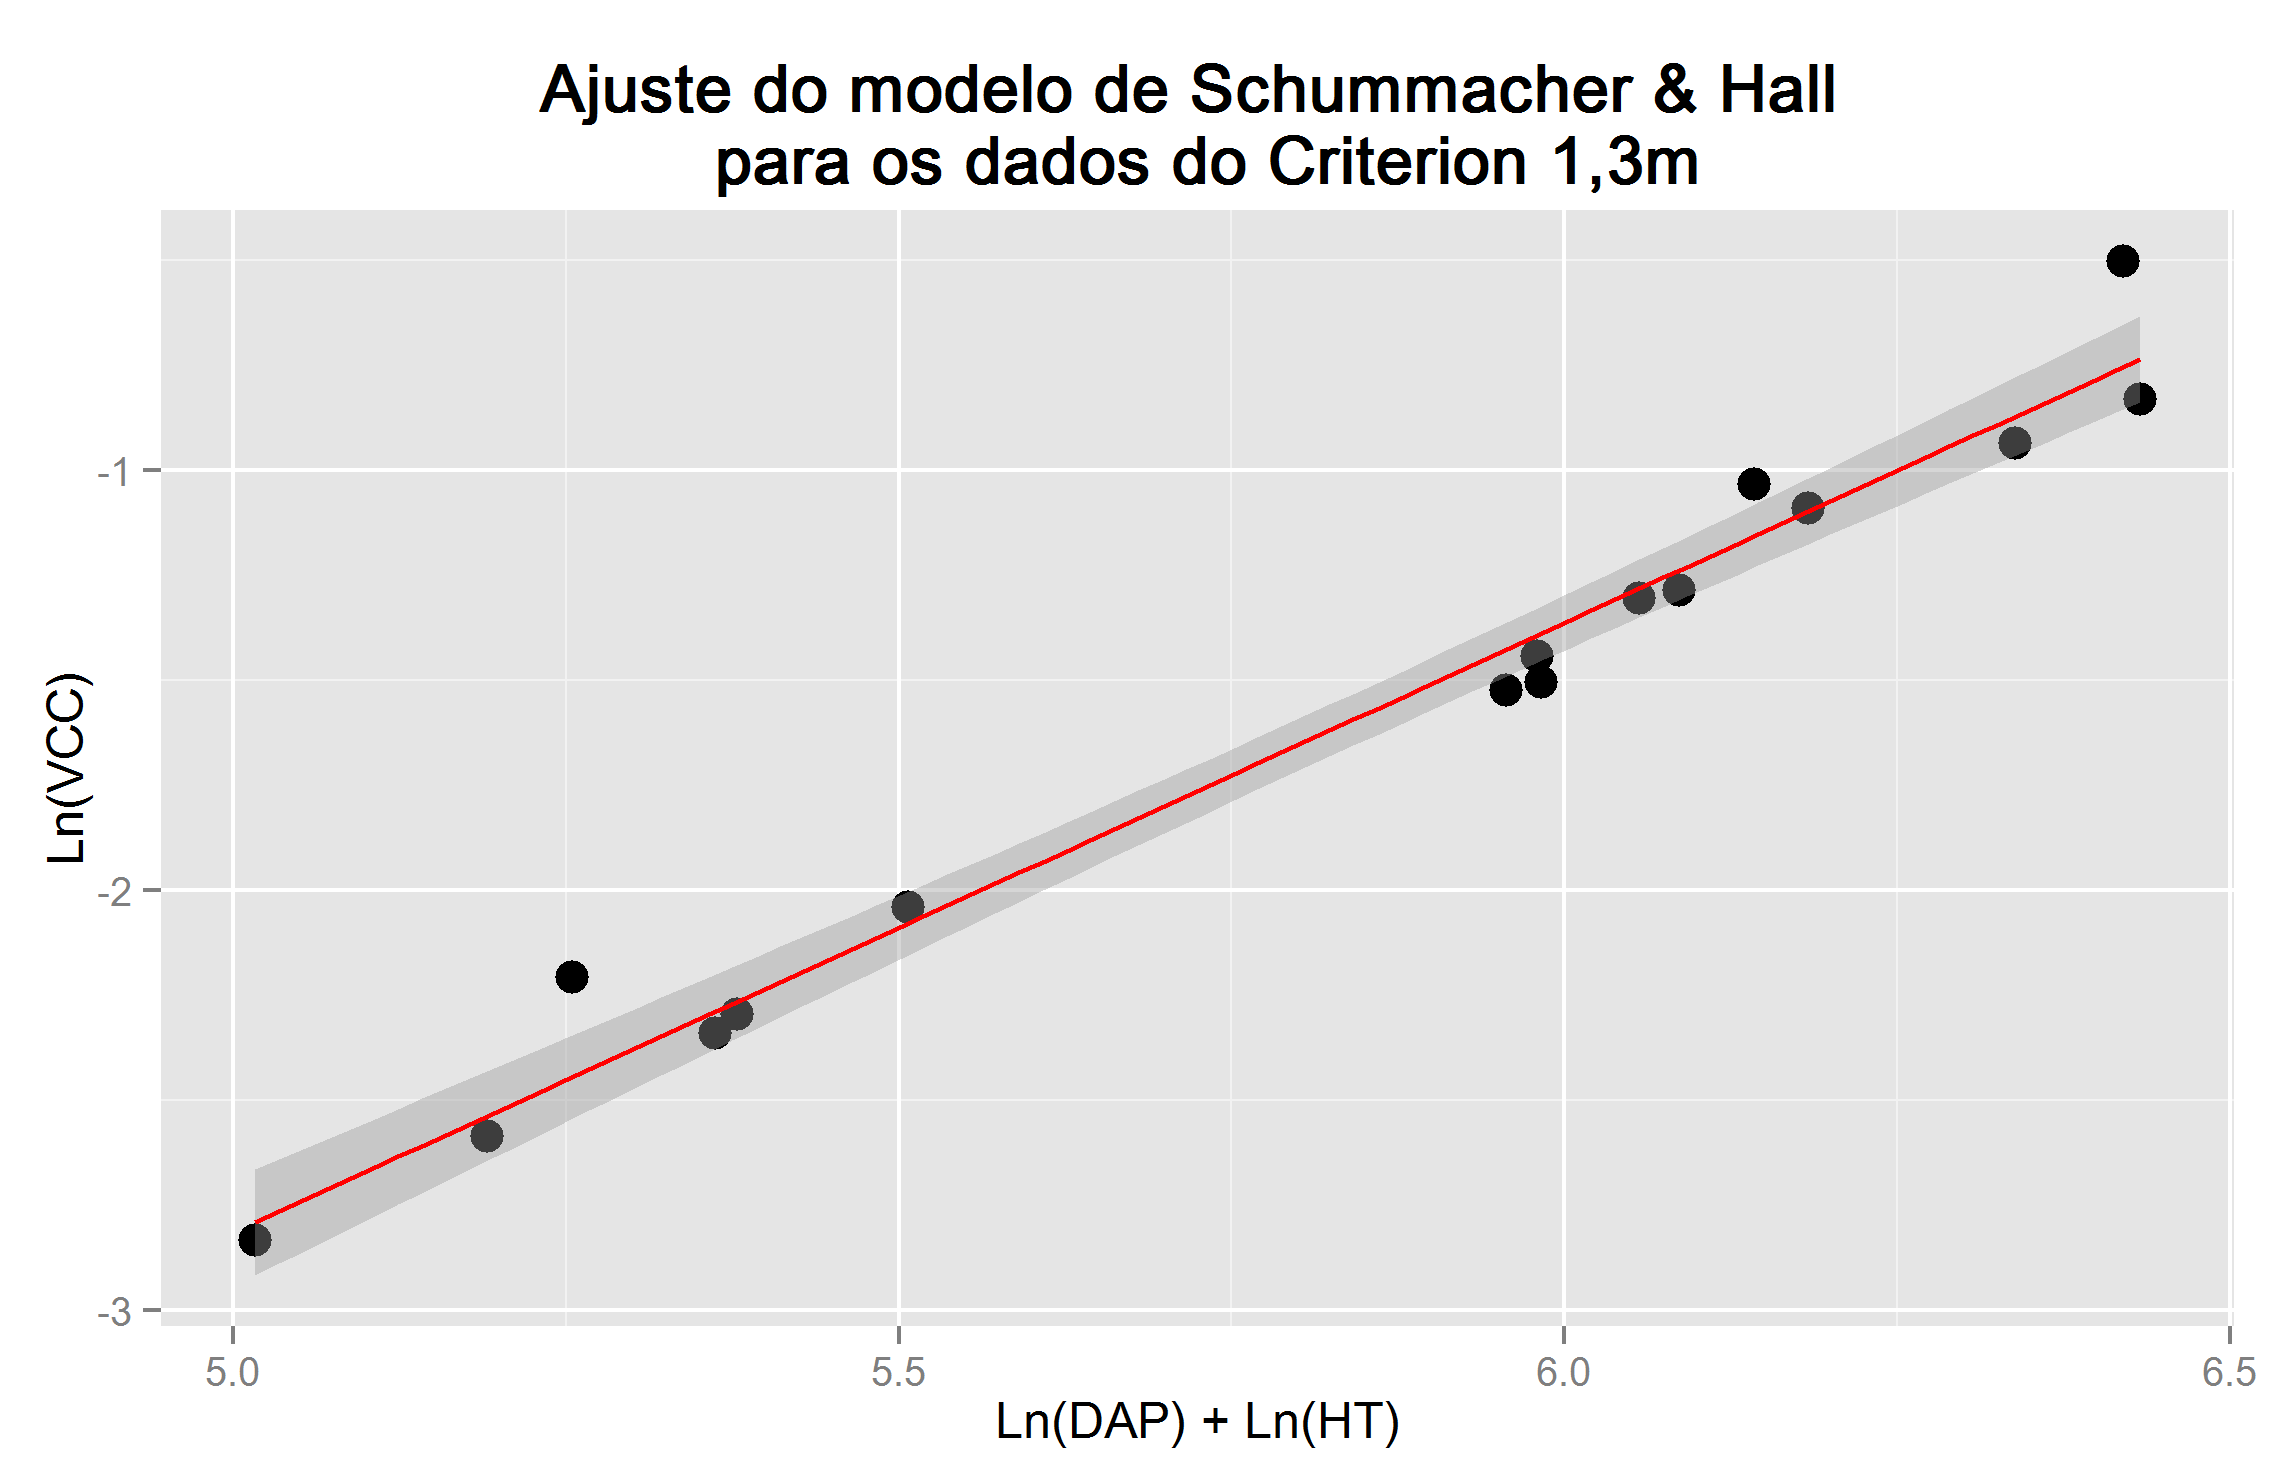 Ajuste do modelo de Schummacher & Hall
para os dados do Criterion 1,3m
Ln(VCC)
-1
-2
-3
5.0
5.5
6.0
6.5
Ln(DAP) + Ln(HT)